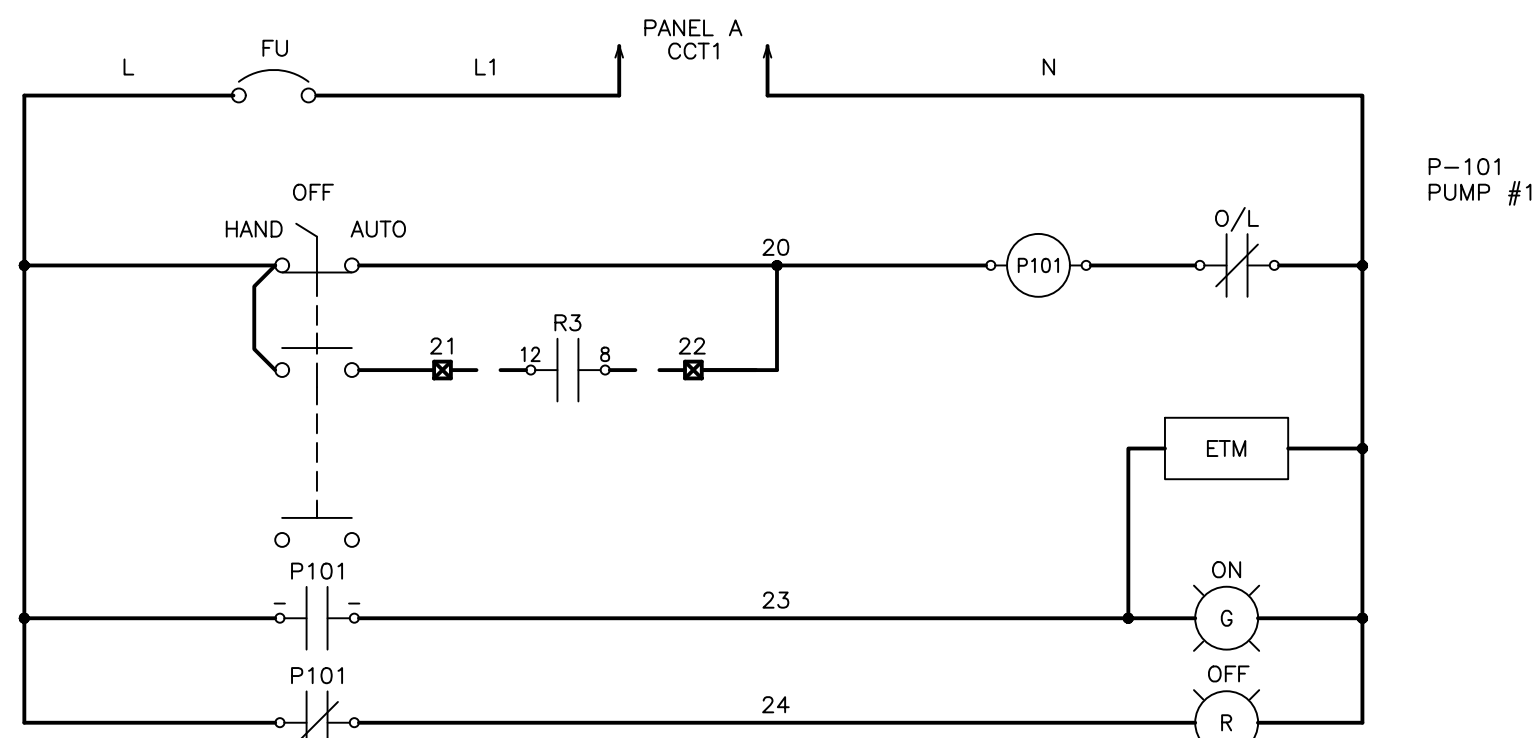 PANEL A
CCT1
FU
L
L1
N
P-101
PUMP #1
OFF
HAND
AUTO
20
O/L
P101
R3
21
12
8
22
ETM
P101
23
ON
G
P101
24
OFF
R